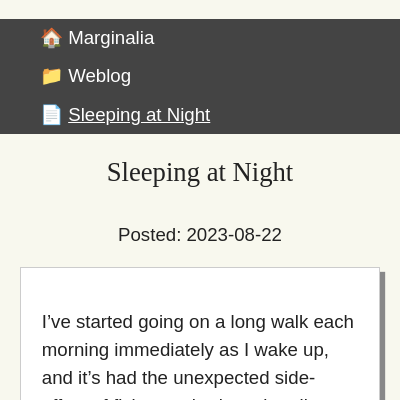 Marginalia
Weblog
Sleeping at Night
Sleeping at Night
Posted: 2023-08-22
I’ve started going on a long walk each
morning immediately as I wake up,
and it’s had the unexpected side-